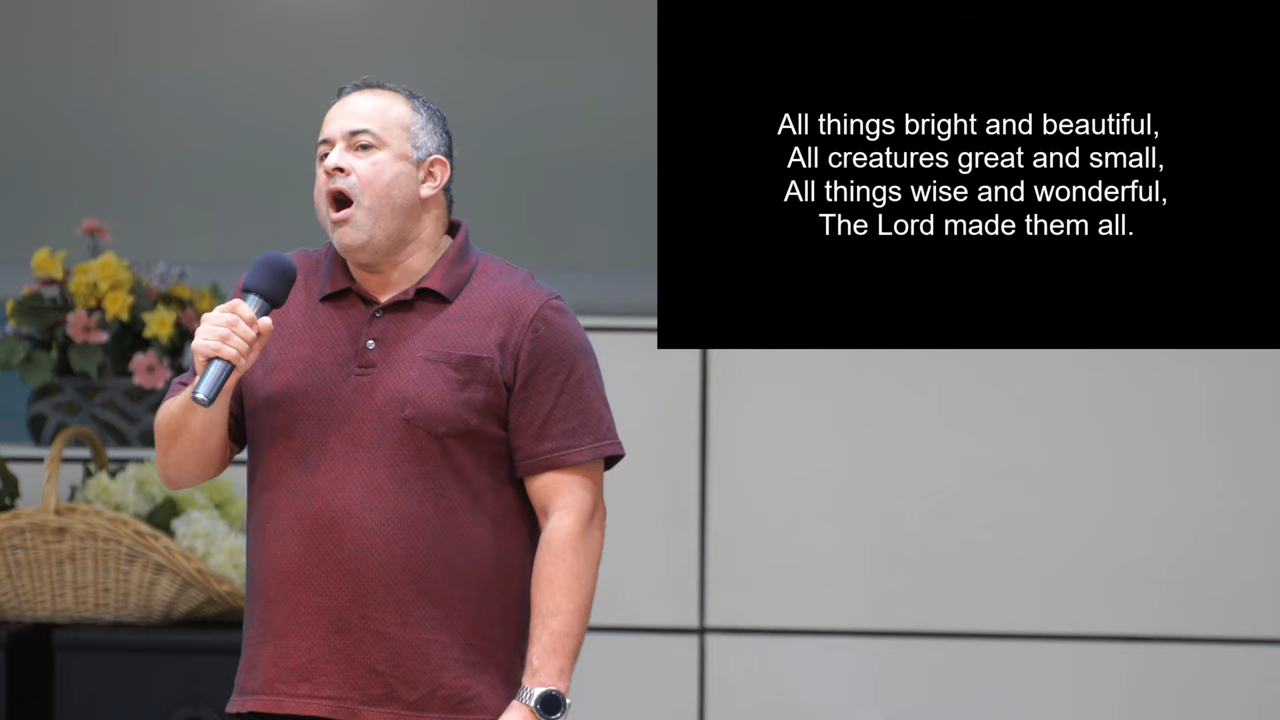 All things bright and beautiful,
All creatures great and small,
All things wise and wonderful,
The Lord made them all.